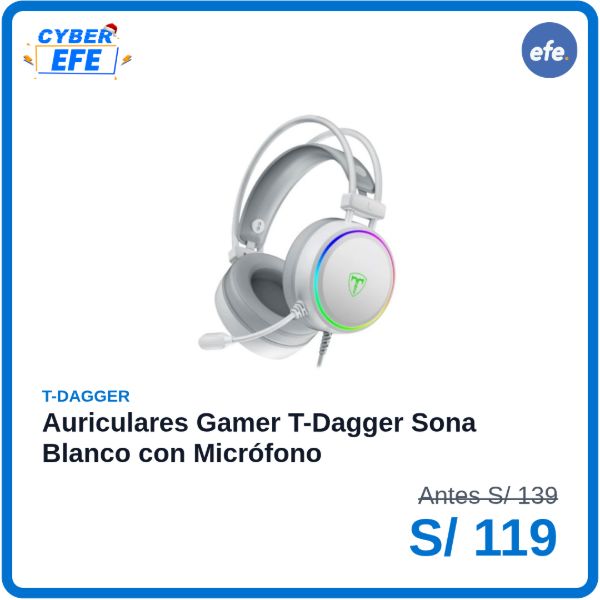 CYBER
EFE
efe.
T-DAGGER
Auriculares Gamer T-Dagger Sona
Blanco con Micrófono
Antes S/ 139
S/ 119